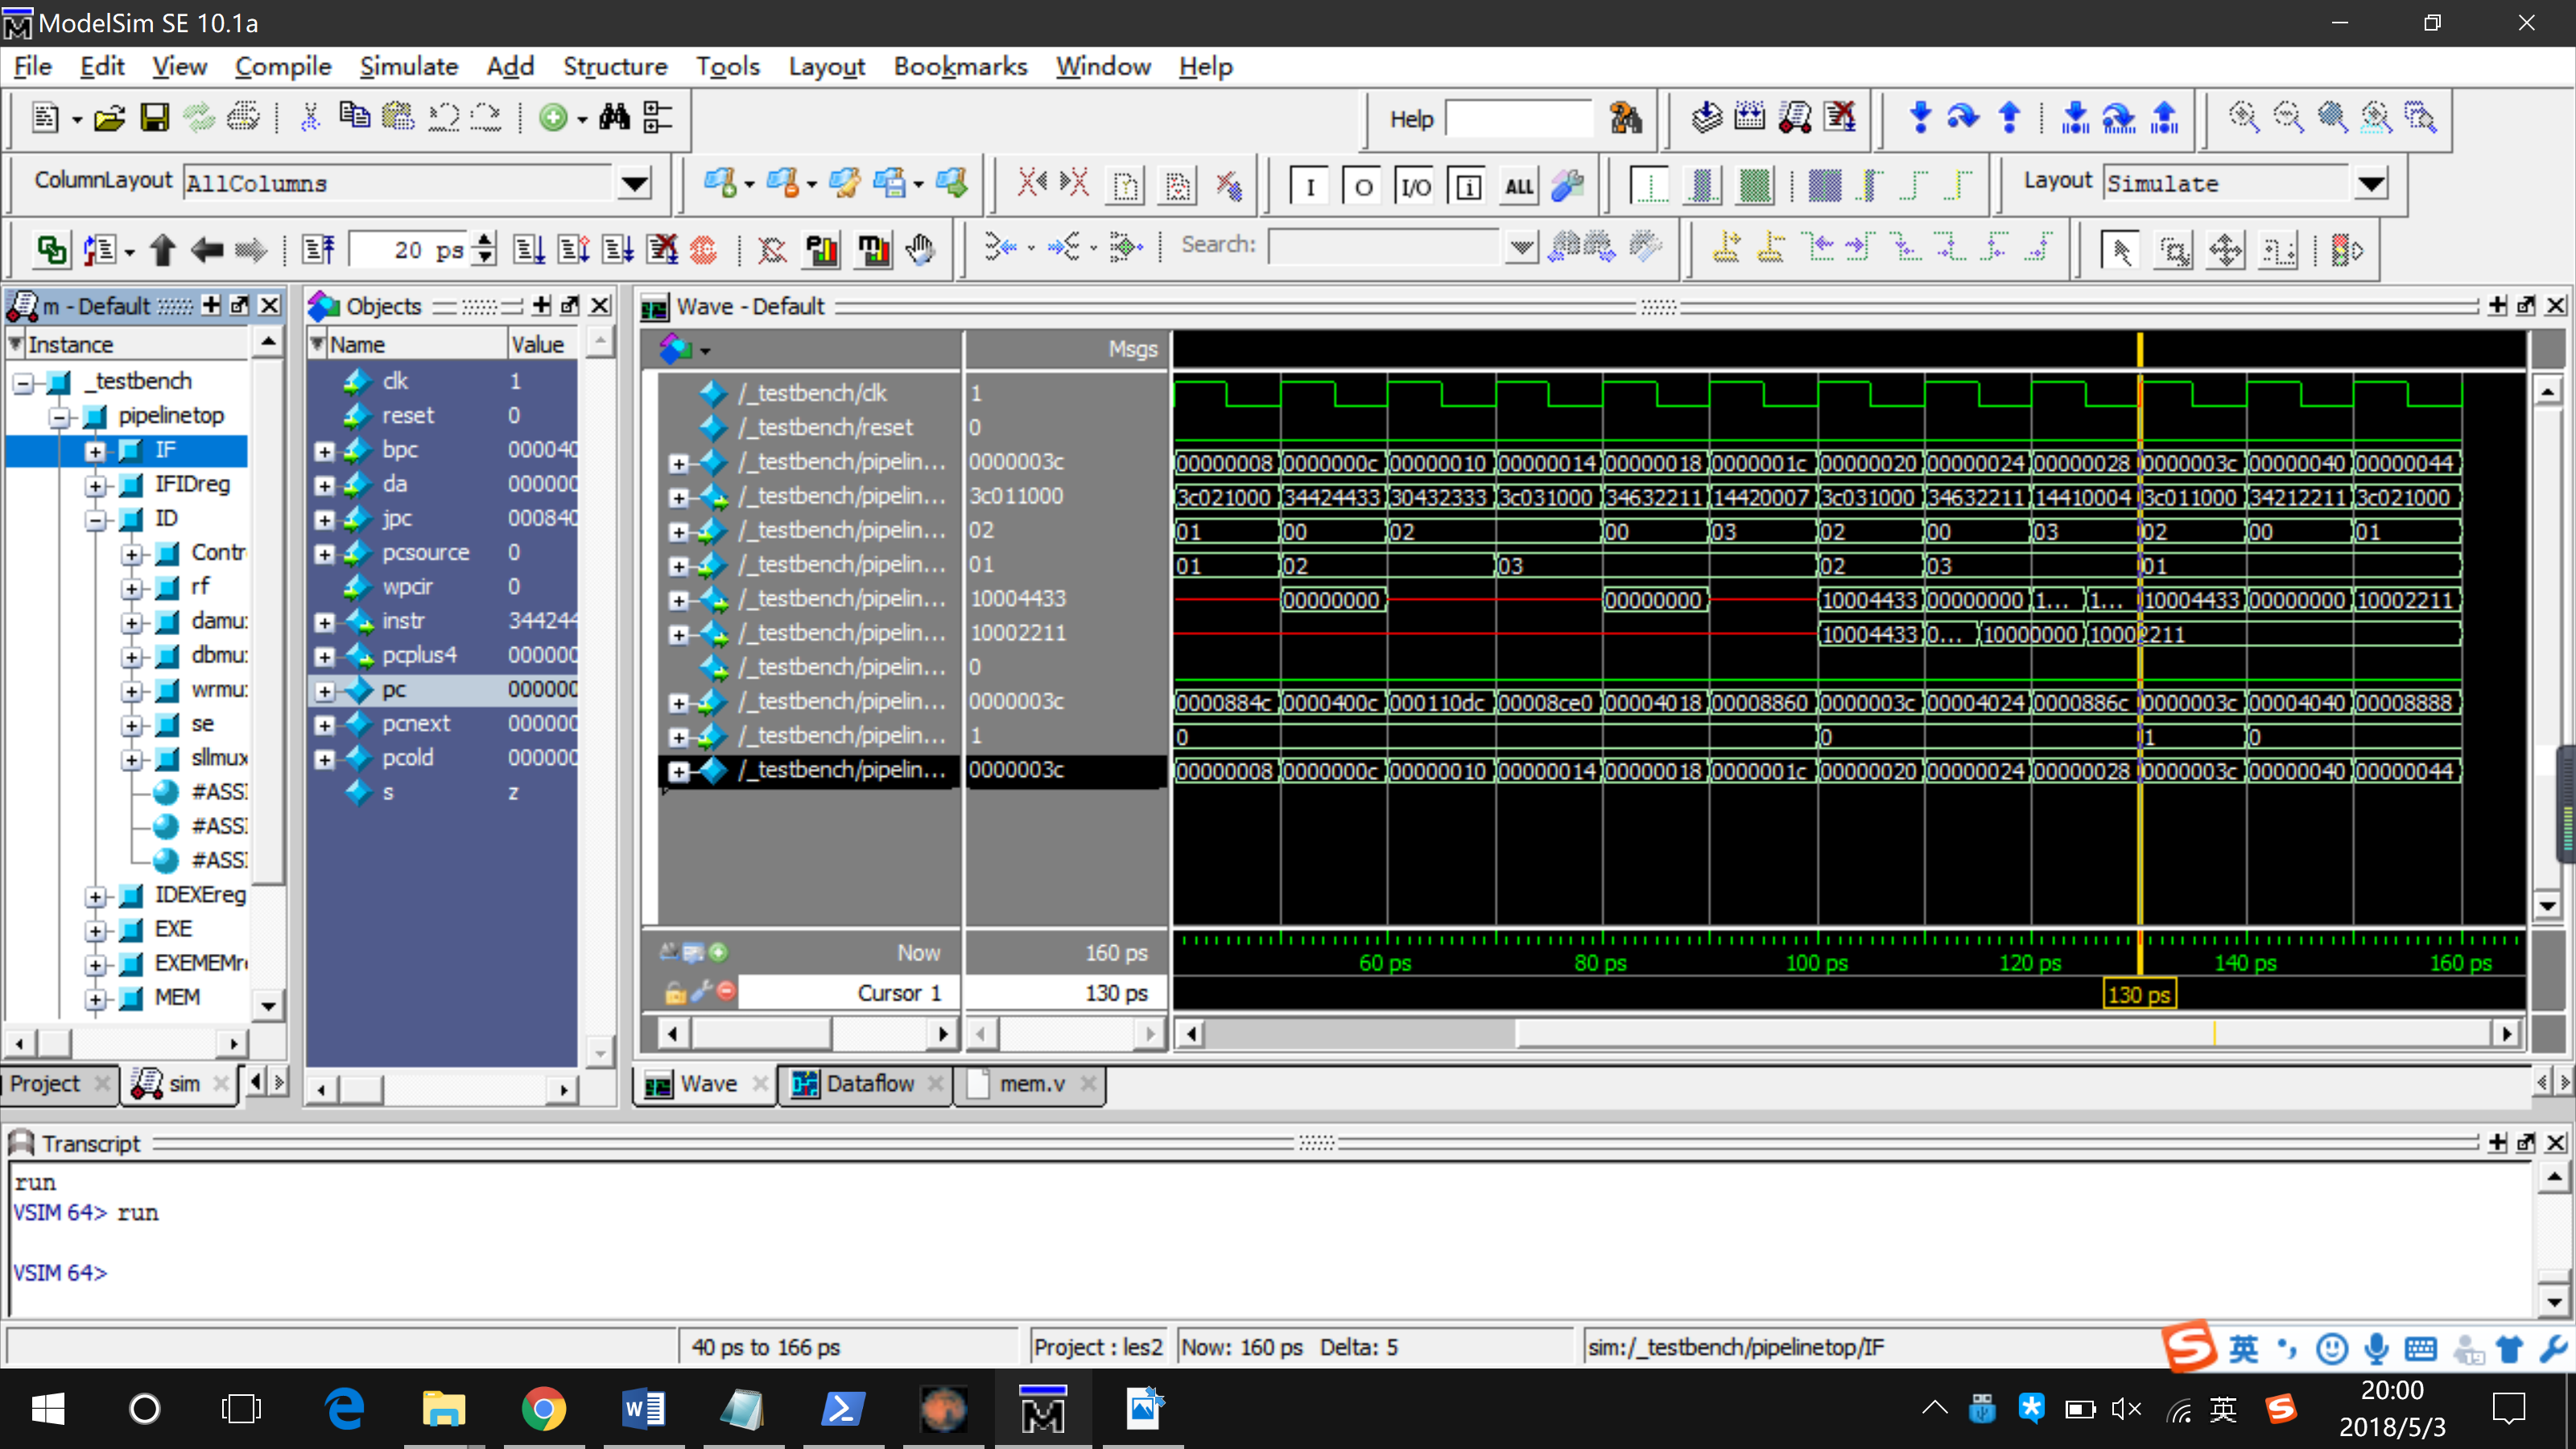 ModelSim SE 10.1a
File Edit View Compile Simulate Add Structure Tools Layout Bookmarks Window Help
Help
ColumnLayout AllColumns
I O I/O i ALL
Layout Simulate
20 ps
Search:
m - Default
Instance
_testbench
pipelinetop
IF
IFIDreg
ID
Contr
rf
damu
dbmu
wrmu
se
sllmux
#ASSI
#ASSI
#ASSI
IDEXEreg
EXE
EXEMEMr
MEM
Project sim
Objects
Name Value
clk 1
reset 0
bpc 000040
da 000000
jpc 000840
pcsource 0
wpcir 0
instr 344244
pcplus4 000000
pc 000000
pcnext 000000
pcold 000000
s z
Wave - Default
Msgs
/_testbench/clk 1
/_testbench/reset 0
/_testbench/pipelin... 0000003c 00000008 0000000c 00000010 00000014 00000018 0000001c 00000020 00000024 00000028 0000003c 00000040 00000044
/_testbench/pipelin... 3c011000 3c021000 34424433 30432333 3c031000 34632211 14420007 3c031000 34632211 14410004 3c011000 34212211 3c021000
/_testbench/pipelin... 02 01 00 02 00 03 02 00 03 02 00 01
/_testbench/pipelin... 01 01 02 03 02 03 01
/_testbench/pipelin... 10004433 00000000 00000000 10004433 00000000 1... 1... 10004433 00000000 10002211
/_testbench/pipelin... 10002211 10004433 0... 10000000 10002211
/_testbench/pipelin... 0
/_testbench/pipelin... 0000003c 0000884c 0000400c 000110dc 00008ce0 00004018 00008860 0000003c 00004024 0000886c 0000003c 00004040 00008888
/_testbench/pipelin... 1 0 0 1 0
/_testbench/pipelin... 0000003c 00000008 0000000c 00000010 00000014 00000018 0000001c 00000020 00000024 00000028 0000003c 00000040 00000044
Now 160 ps 60 ps 80 ps 100 ps 120 ps 140 ps 160 ps
Cursor 1 130 ps 130 ps
Wave Dataflow mem.v
Transcript
run
VSIM 64> run
VSIM 64>
40 ps to 166 ps Project : les2 Now: 160 ps Delta: 5 sim:/_testbench/pipelinetop/IF
英
英
20:00
2018/5/3